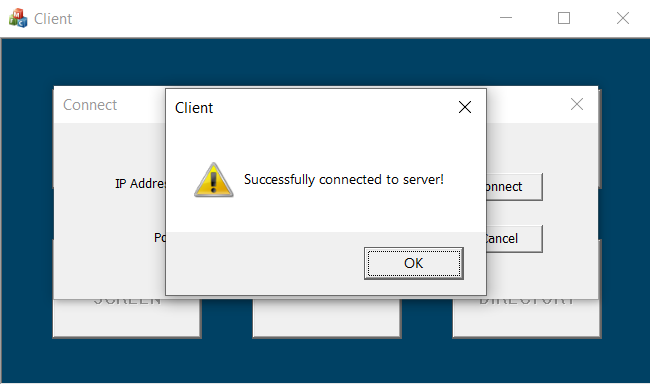 Client
Connect
Client
IP Addre
Successfully connected to server!
onnect
Po
Cancel
OK
SCREEN
DIRECTORY